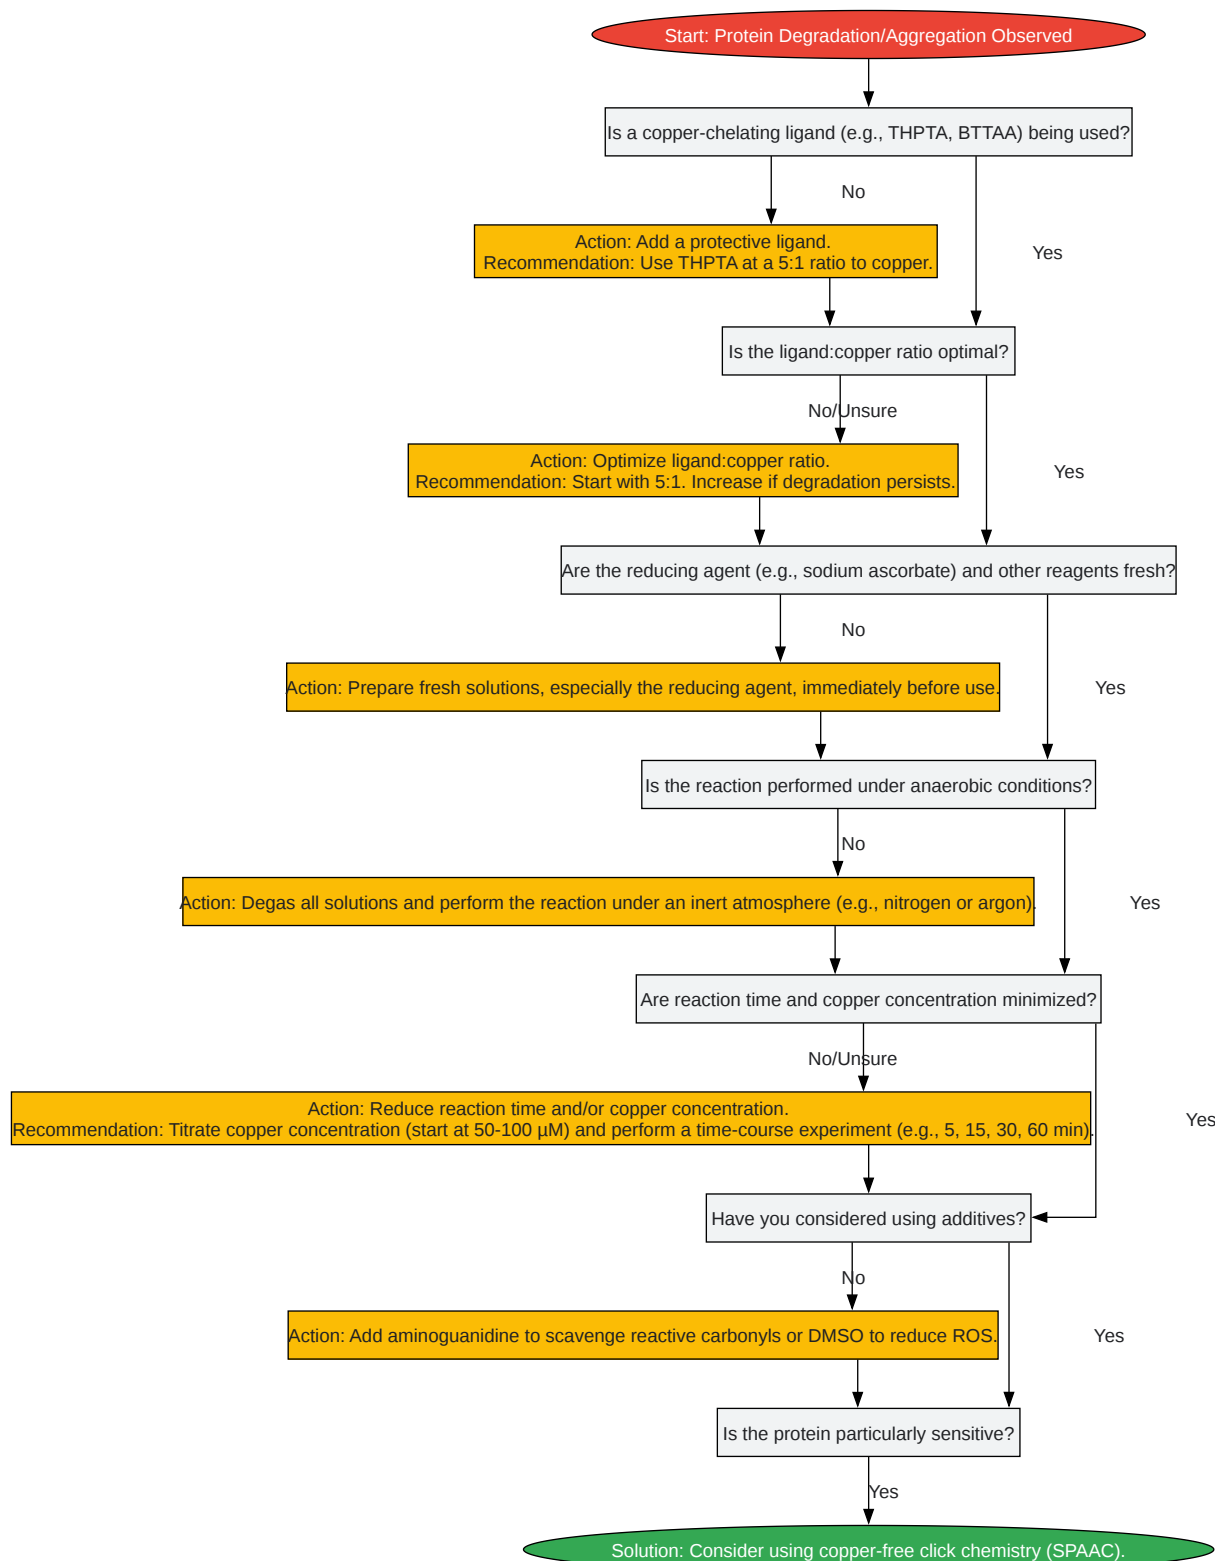 Start: Protein Degradation/Aggregation Observed
Is a copper-chelating ligand (e.g., THPTA, BTTAA) being used?
No
Action: Add a protective ligand.
Recommendation: Use THPTA at a 5:1 ratio to copper.
Yes
Is the ligand:copper ratio optimal?
No/Unsure
Action: Optimize ligand:copper ratio.
Recommendation: Start with 5:1. Increase if degradation persists.
Yes
Are the reducing agent (e.g., sodium ascorbate) and other reagents fresh?
No
Action: Prepare fresh solutions, especially the reducing agent, immediately before use.
Yes
Is the reaction performed under anaerobic conditions?
No
Action: Degas all solutions and perform the reaction under an inert atmosphere (e.g., nitrogen or argon).
Yes
Are reaction time and copper concentration minimized?
No/Unsure
Action: Reduce reaction time and/or copper concentration.
Recommendation: Titrate copper concentration (start at 50-100 µM) and perform a time-course experiment (e.g., 5, 15, 30, 60 min).
Yes
Have you considered using additives?
No
Action: Add aminoguanidine to scavenge reactive carbonyls or DMSO to reduce ROS.
Yes
Is the protein particularly sensitive?
Yes
Solution: Consider using copper-free click chemistry (SPAAC).